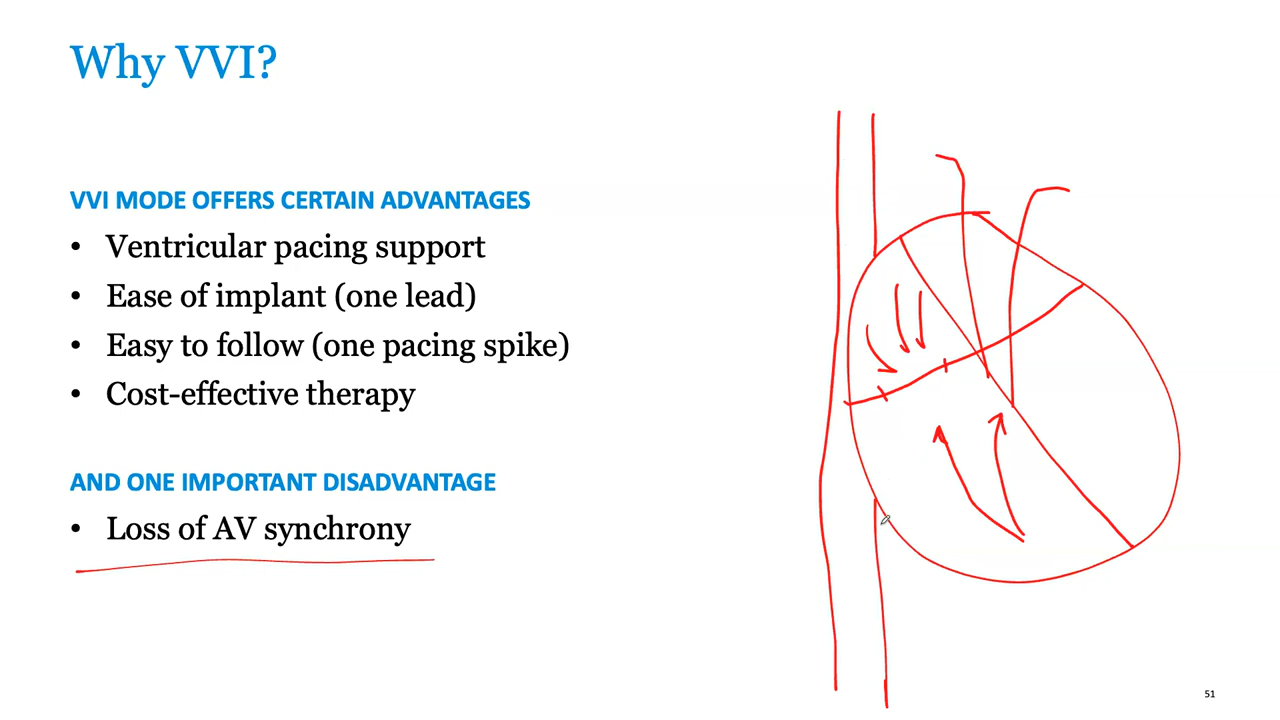 Why VVI?
VVI MODE OFFERS CERTAIN ADVANTAGES
• Ventricular pacing support
• Ease of implant (one lead)
• Easy to follow (one pacing spike)
• Cost-effective therapy
AND ONE IMPORTANT DISADVANTAGE
• Loss of AV synchrony
51